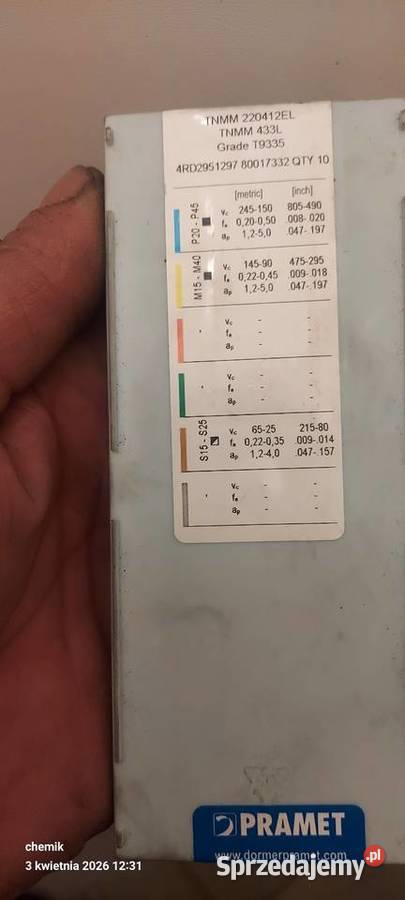 TNMM 220412EL
TNMM 433L
Grade T9335
4RD2951297 80017332 QTY 10
[metric] [inch]
P20 - P45
vc 245-150 805-490
fn 0,20-0,50 .008-.020
ap 1,2-5,0 .047-.197
M15 - M40
vc 145-90 475-295
fn 0,22-0,45 .009-.018
ap 1,2-5,0 .047-.197
- vc - -
fn - -
ap - -
- vc - -
fn - -
ap - -
S15 - S25
vc 65-25 215-80
fn 0,22-0,35 .009-.014
ap 1,2-4,0 .047-.157
- vc - -
fn - -
ap - -
PRAMET
www.dormerpramet.com
chemik
3 kwietnia 2026 12:31
Sprzedajemy.pl